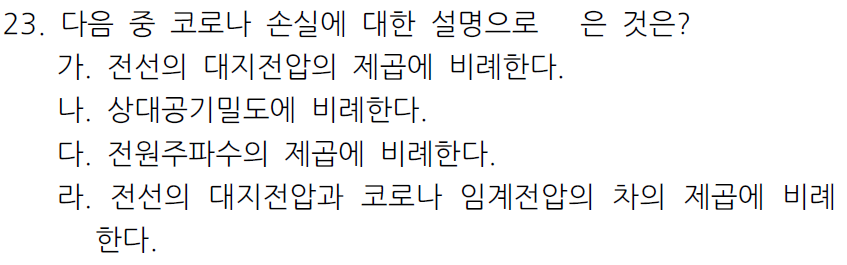 23. 다음 중 코로나 손실에 대한 설명으로 은 것은?
가. 전선의 대지전압의 제곱에 비례한다.
나. 상대공기밀도에 비례한다.
다. 전원주파수의 제곱에 비례한다.
라. 전선의 대지전압과 코로나 임계전압의 차의 제곱에 비례
한다.